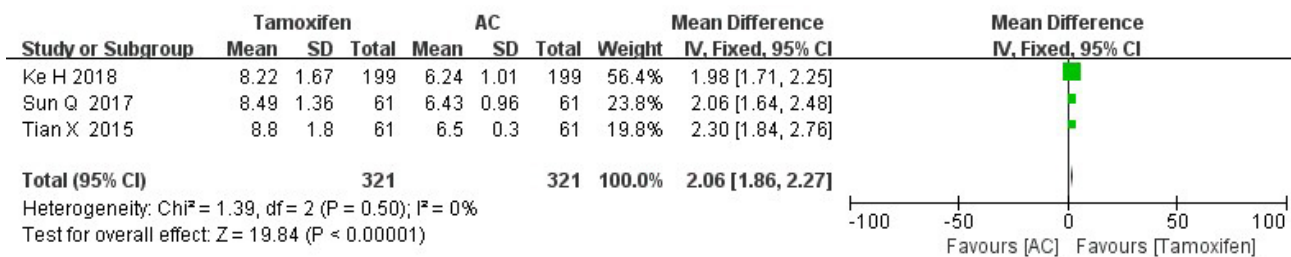 Tamoxifen AC Mean Difference Mean Difference
Study or Subgroup Mean SD Total Mean SD Total Weight IV, Fixed, 95% CI IV, Fixed, 95% CI
Ke H 2018 8.22 1.67 199 6.24 1.01 199 56.4% 1.98 [1.71, 2.25]
Sun Q 2017 8.49 1.36 61 6.43 0.96 61 23.8% 2.06 [1.64, 2.48]
Tian X 2015 8.8 1.8 61 6.5 0.3 61 19.8% 2.30 [1.84, 2.76]
Total (95% CI) 321 321 100.0% 2.06 [1.86, 2.27]
Heterogeneity: Chi² = 1.39, df = 2 (P = 0.50); I² = 0%
Test for overall effect: Z = 19.84 (P < 0.00001)
-100 -50 0 50 100
Favours [AC] Favours [Tamoxifen]